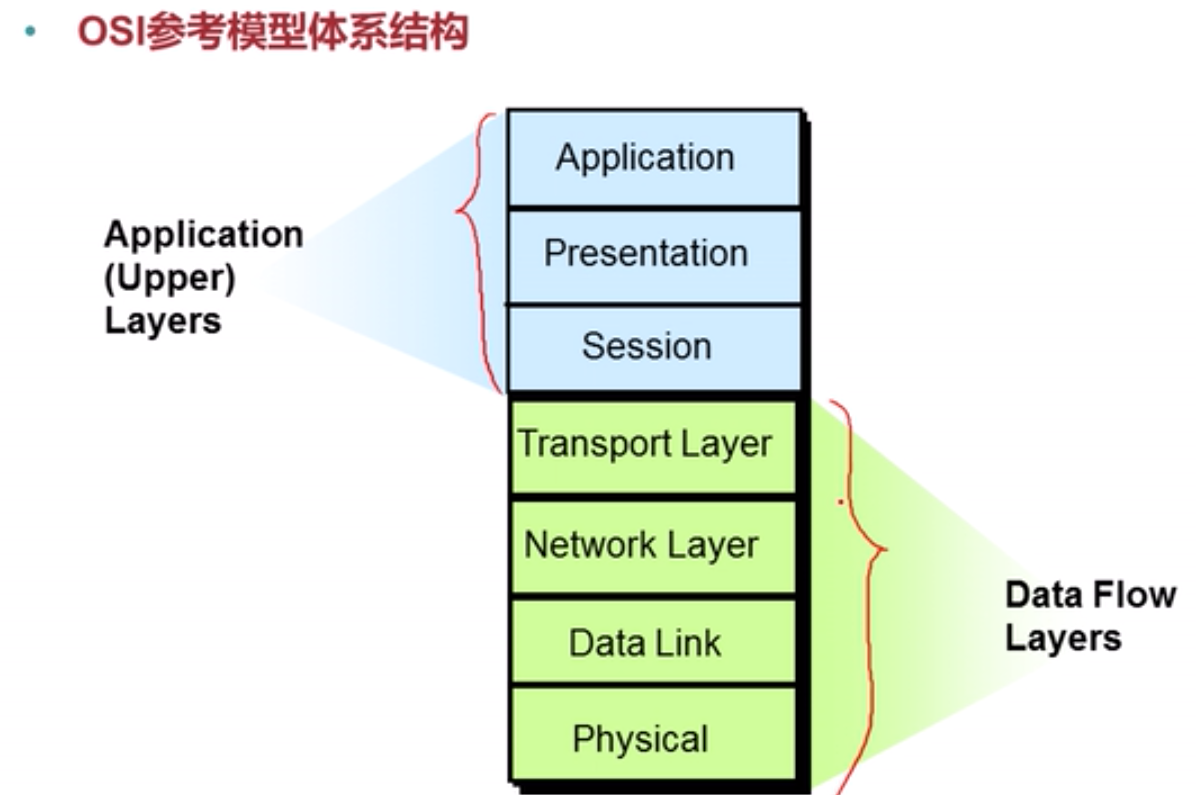 • OSI参考模型体系结构
Application
Presentation
Session
Application
(Upper)
Layers
Transport Layer
Network Layer
Data Link
Physical
Data Flow
Layers